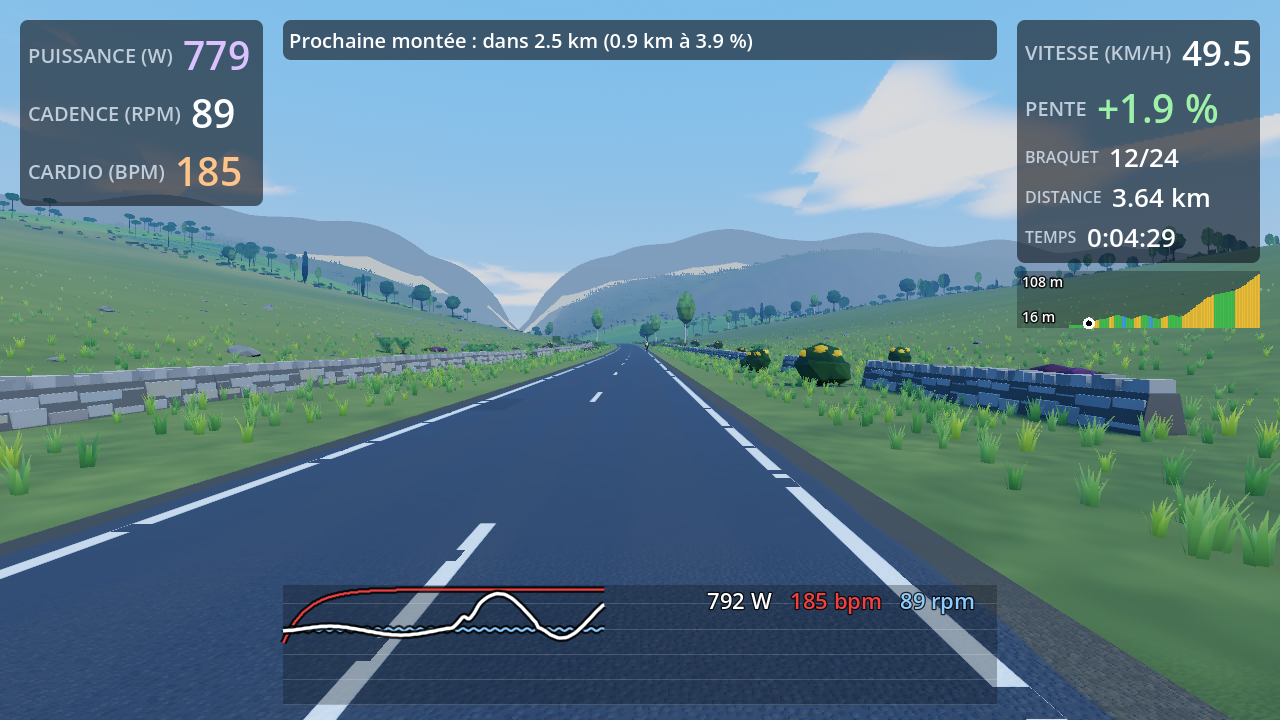 PUISSANCE (W) 779
CADENCE (RPM) 89
CARDIO (BPM) 185
Prochaine montée : dans 2.5 km (0.9 km à 3.9 %)
VITESSE (KM/H) 49.5
PENTE +1.9 %
BRAQUET 12/24
DISTANCE 3.64 km
TEMPS 0:04:29
108 m
16 m
792 W 185 bpm 89 rpm